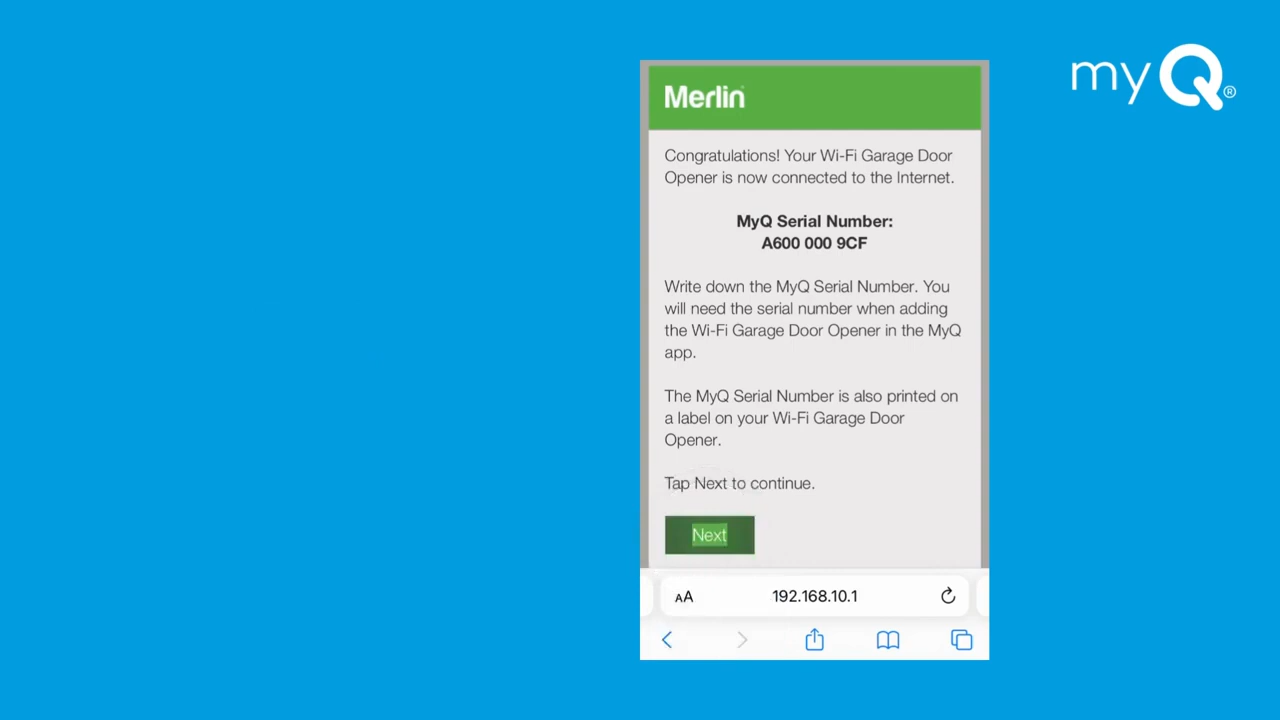 myQ®
Merlin
Congratulations! Your Wi-Fi Garage Door
Opener is now connected to the Internet.
MyQ Serial Number:
A600 000 9CF
Write down the MyQ Serial Number. You
will need the serial number when adding
the Wi-Fi Garage Door Opener in the MyQ
app.
The MyQ Serial Number is also printed on
a label on your Wi-Fi Garage Door
Opener.
Tap Next to continue.
Next
AA 192.168.10.1